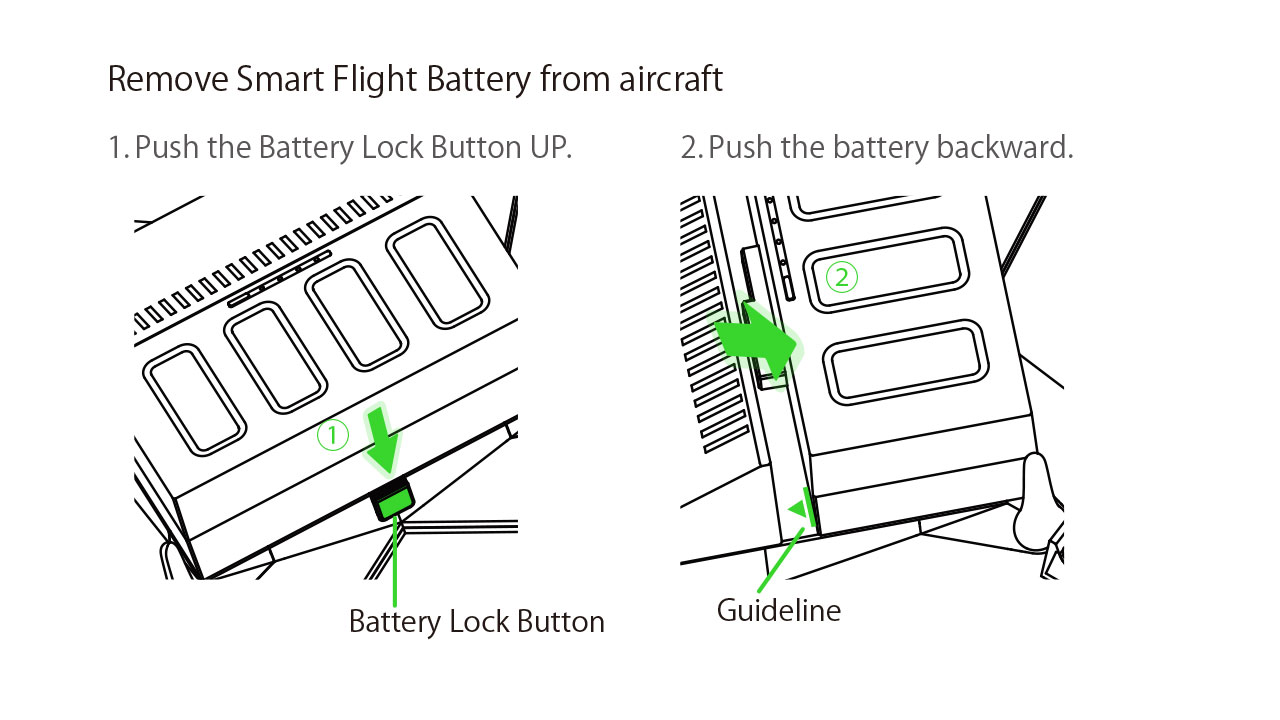 Remove Smart Flight Battery from aircraft
1. Push the Battery Lock Button UP.
2. Push the battery backward.
①
②
Battery Lock Button
Guideline